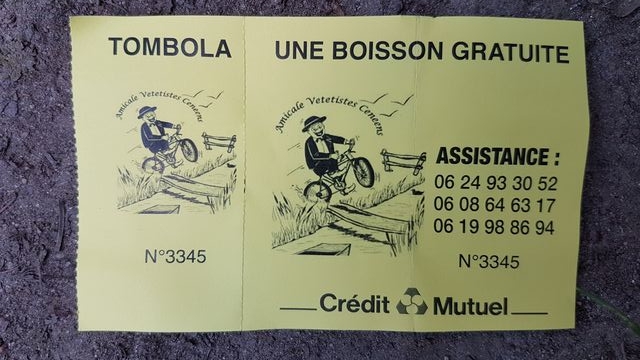 TOMBOLA
Amicale Vetetistes Ceneens
N°3345
UNE BOISSON GRATUITE
Amicale Vetetistes Ceneens
ASSISTANCE :
06 24 93 30 52
06 08 64 63 17
06 19 98 86 94
N°3345
Crédit Mutuel